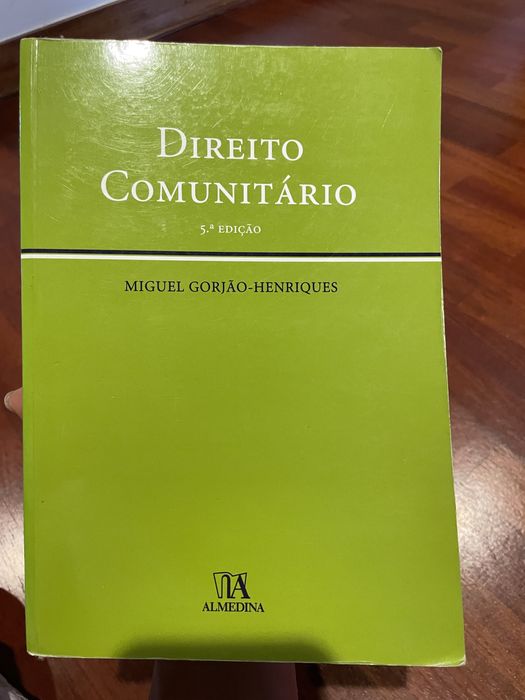 DIREITO
COMUNITÁRIO
5.ª EDIÇÃO
MIGUEL GORJÃO-HENRIQUES
ALMEDINA